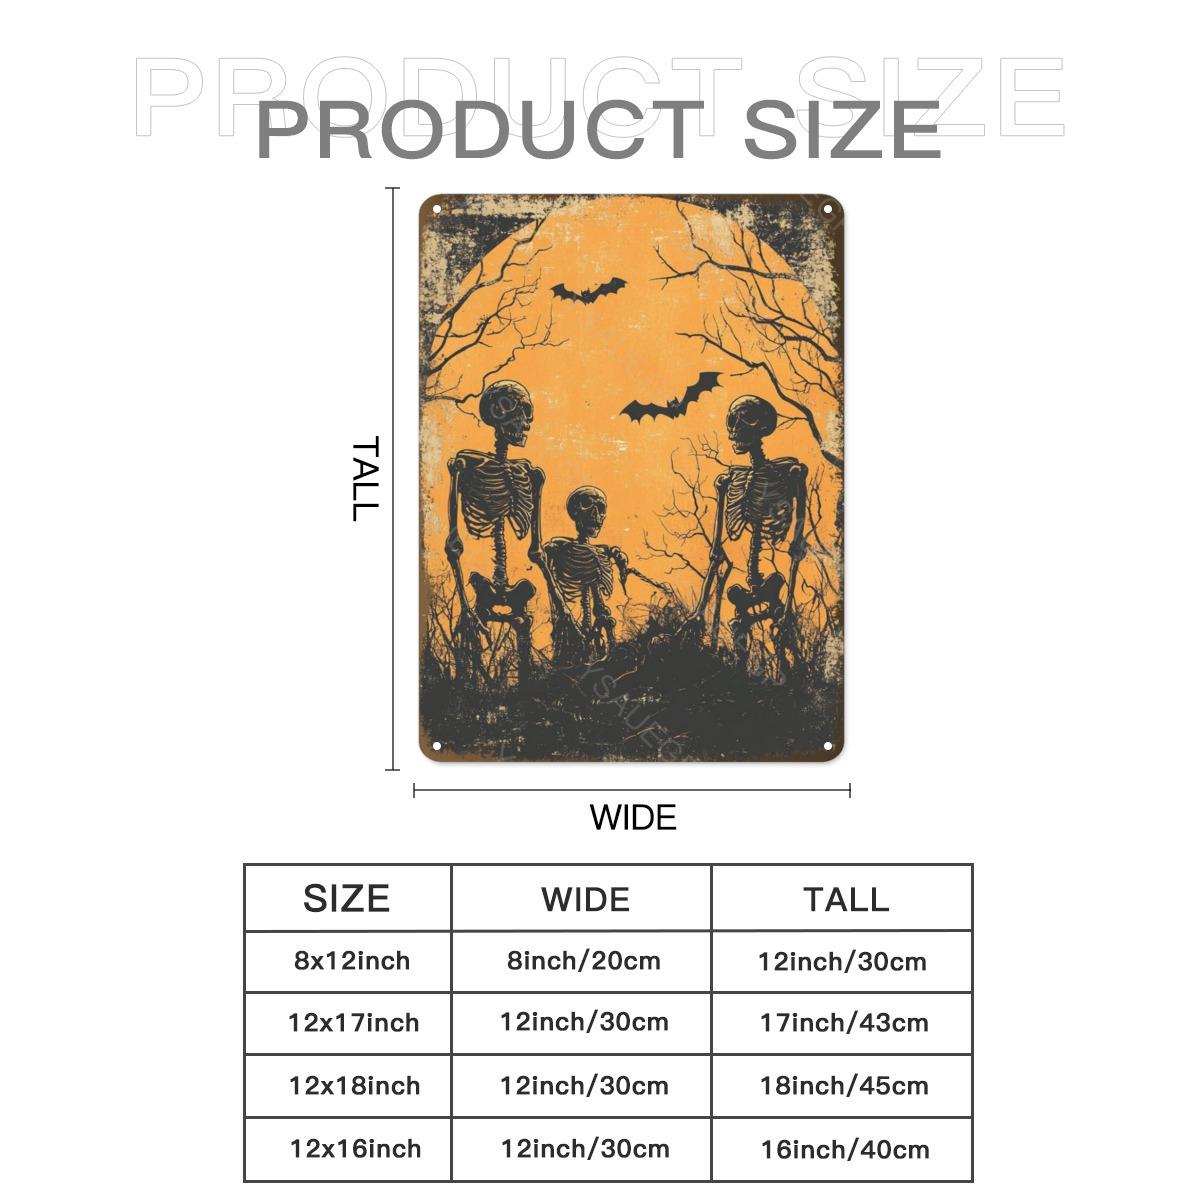 PRODUCT SIZE
PRODUCT SIZE
TALL
WIDE
SIZE WIDE TALL
8x12inch 8inch/20cm 12inch/30cm
12x17inch 12inch/30cm 17inch/43cm
12x18inch 12inch/30cm 18inch/45cm
12x16inch 12inch/30cm 16inch/40cm